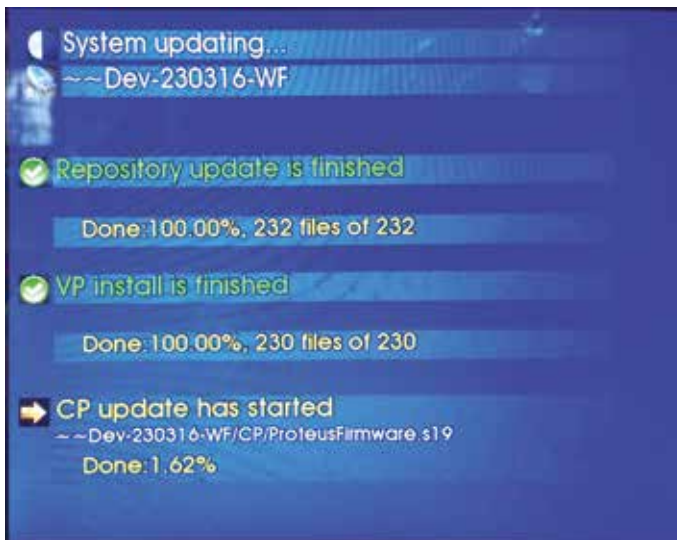 System updating...
~~Dev-230316-WF
Repository update is finished
Done:100.00%, 232 files of 232
VP install is finished
Done:100.00%, 230 files of 230
CP update has started
~~Dev-230316-WF/CP/ProteusFirmware.s19
Done:1.62%